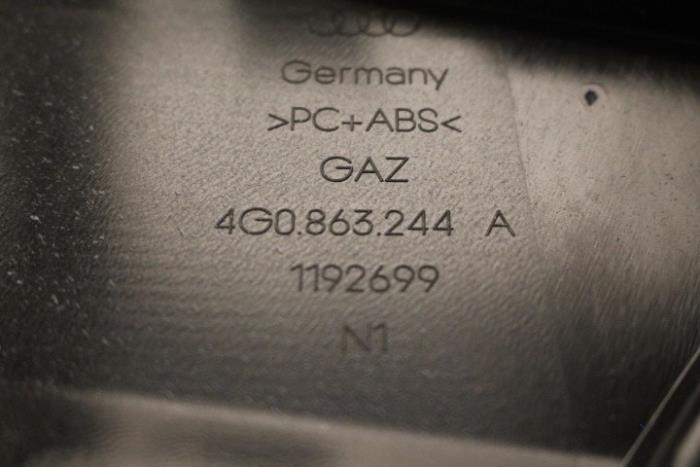 Germany
>PC+ABS<
GAZ
4G0.863.244 A
1192699
N1